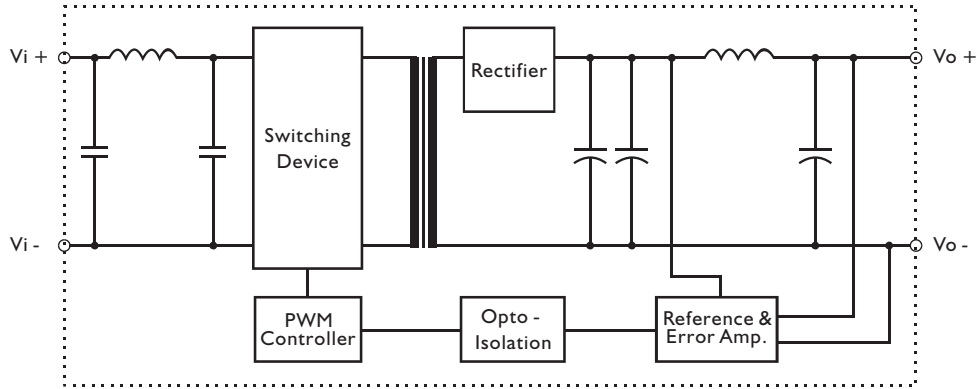 Vi +
Vo +
Rectifier
Switching
Device
Vi -
Vo -
PWM
Controller
Opto -
Isolation
Reference &
Error Amp.